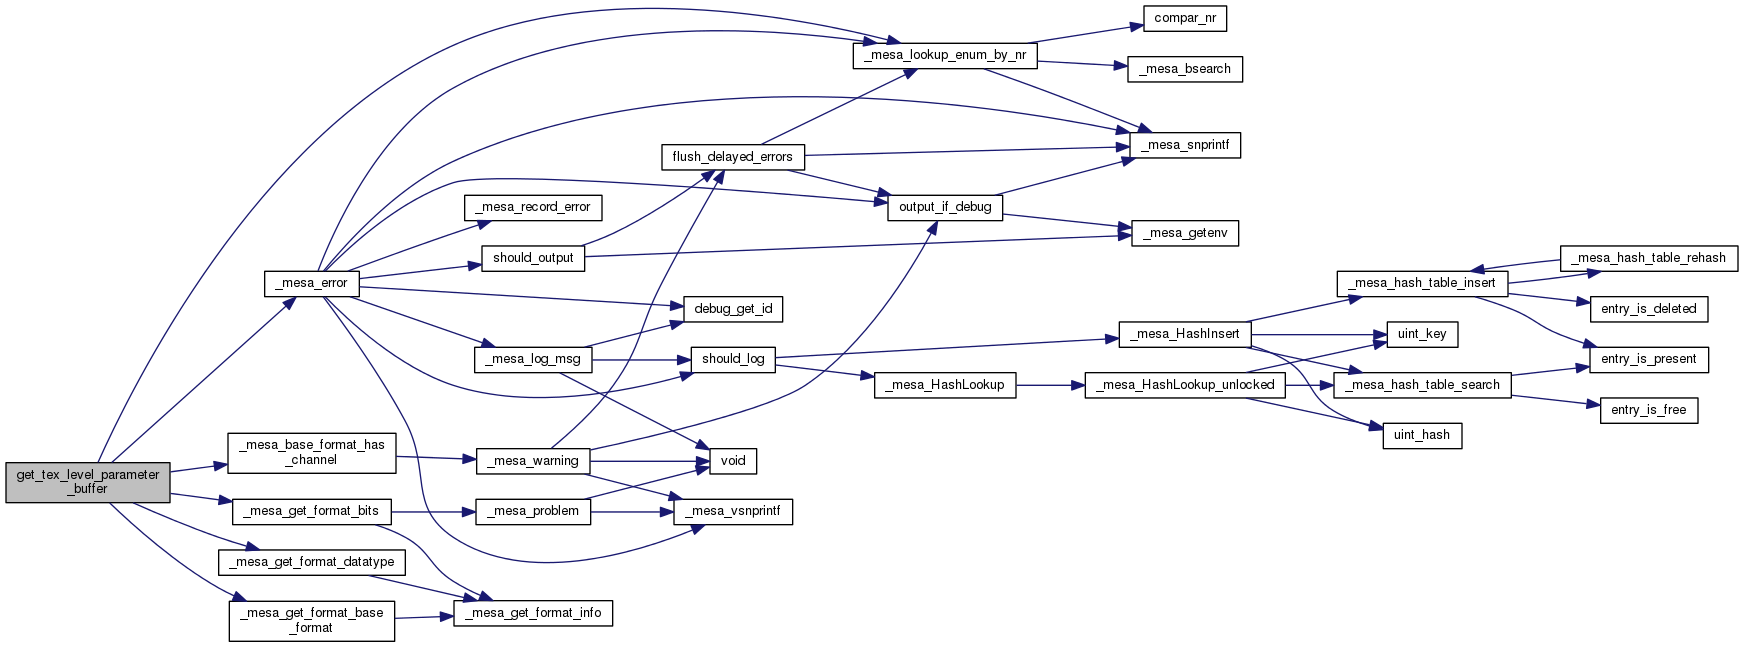 compar_nr
_mesa_lookup_enum_by_nr
_mesa_bsearch
_mesa_snprintf
flush_delayed_errors
_mesa_record_error
output_if_debug
_mesa_getenv
should_output
_mesa_hash_table_rehash
_mesa_error
_mesa_hash_table_insert
debug_get_id
entry_is_deleted
_mesa_HashInsert
uint_key
_mesa_log_msg
should_log
entry_is_present
_mesa_HashLookup
_mesa_HashLookup_unlocked
_mesa_hash_table_search
entry_is_free
uint_hash
_mesa_base_format_has
_channel
_mesa_warning
void
get_tex_level_parameter
_buffer
_mesa_get_format_bits
_mesa_problem
_mesa_vsnprintf
_mesa_get_format_datatype
_mesa_get_format_base
_format
_mesa_get_format_info